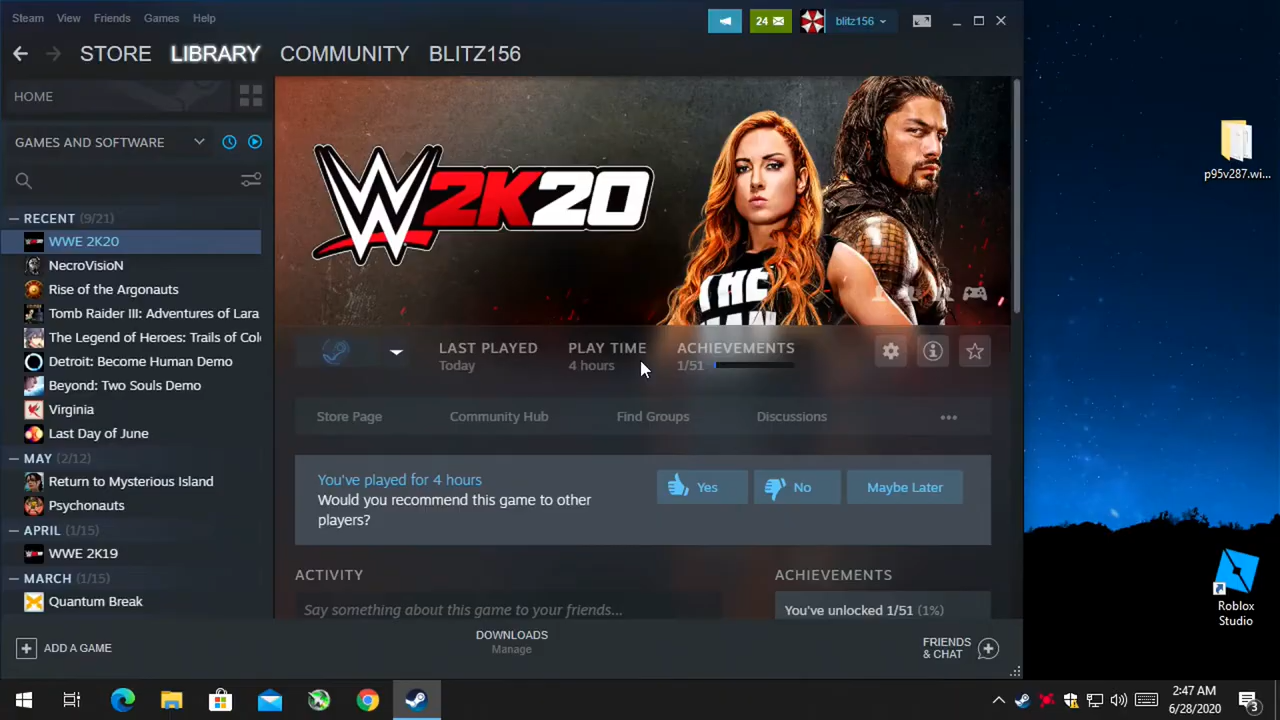 Steam View Friends Games Help
24
blitz156
STORE LIBRARY COMMUNITY BLITZ156
HOME
GAMES AND SOFTWARE
RECENT (9/21)
WWE 2K20
NecroVisioN
Rise of the Argonauts
Tomb Raider III: Adventures of Lara
The Legend of Heroes: Trails of Col
Detroit: Become Human Demo
Beyond: Two Souls Demo
Virginia
Last Day of June
MAY (2/12)
Return to Mysterious Island
Psychonauts
APRIL (1/15)
WWE 2K19
MARCH (1/15)
Quantum Break
ADD A GAME
W 2K20
THE
LAST PLAYED
Today
PLAY TIME
4 hours
ACHIEVEMENTS
1/51
Store Page Community Hub Find Groups Discussions
You've played for 4 hours
Would you recommend this game to other
players?
Yes No Maybe Later
ACTIVITY
Say something about this game to your friends...
ACHIEVEMENTS
You've unlocked 1/51 (1%)
DOWNLOADS
Manage
FRIENDS
& CHAT
p95v287.wi...
Roblox
Studio
2:47 AM
6/28/2020
3